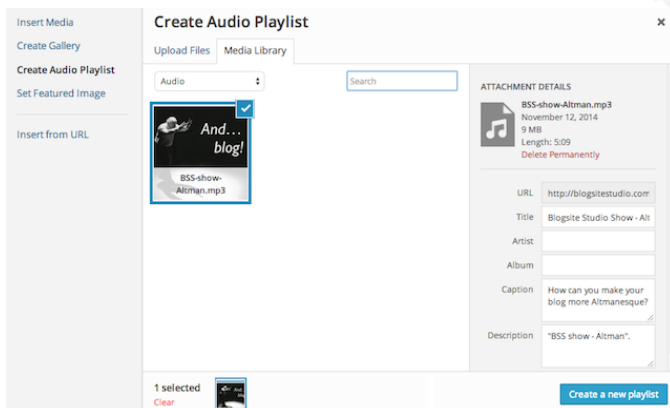 Insert Media
Create Gallery
Create Audio Playlist
Set Featured Image
Insert from URL
Create Audio Playlist
×
Upload Files
Media Library
Audio
Search
And...
blog!
BSS-show-
Altman.mp3
ATTACHMENT DETAILS
BSS-show-Altman.mp3
November 12, 2014
9 MB
Length: 5:09
Delete Permanently
URL http://blogsitestudio.com
Title Blogsite Studio Show - Alt
Artist
Album
Caption How can you make your
blog more Altmanesque?
Description "BSS show - Altman".
1 selected
Clear
Create a new playlist